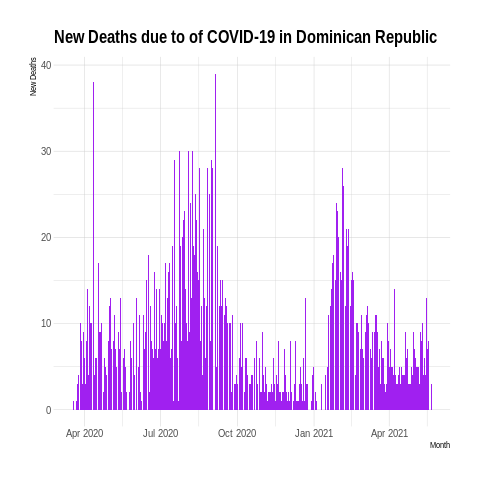 New Deaths due to of COVID-19 in Dominican Republic
New Deaths
40
30
20
10
0
Apr 2020 Jul 2020 Oct 2020 Jan 2021 Apr 2021
Month